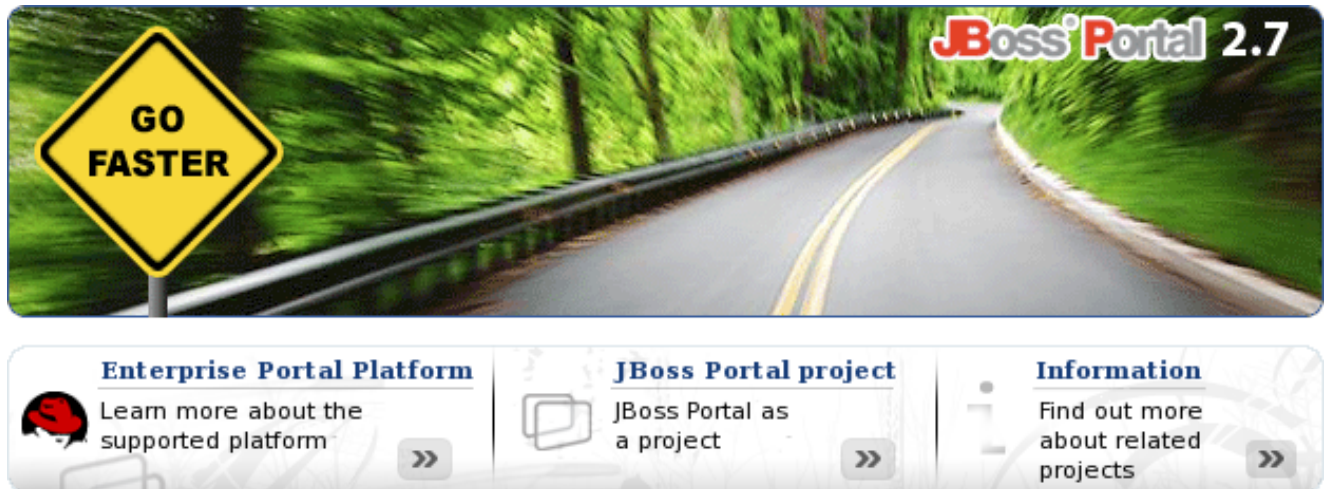 JBoss Portal 2.7
GO
FASTER
Enterprise Portal Platform
Learn more about the
supported platform
»
JBoss Portal project
JBoss Portal as
a project
»
Information
Find out more
about related
projects
»